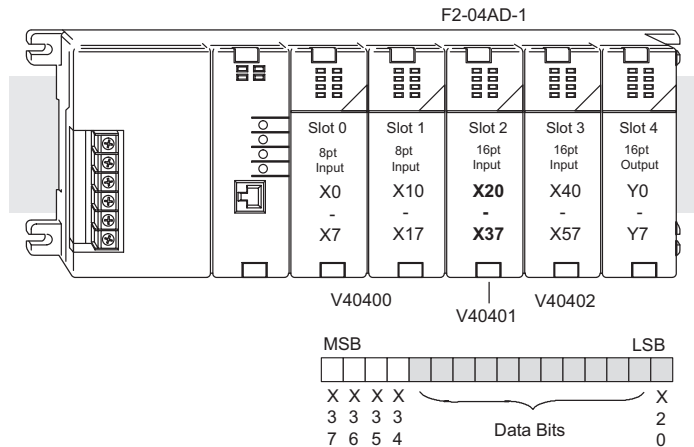 F2-04AD-1
Slot 0 Slot 1 Slot 2 Slot 3 Slot 4
8pt 8pt 16pt 16pt 16pt
Input Input Input Input Output
X0 X10 X20 X40 Y0
- - - - -
X7 X17 X37 X57 Y7
V40400 V40401 V40402
MSB LSB
X X X X X
3 3 3 3 2
7 6 5 4 0
Data Bits